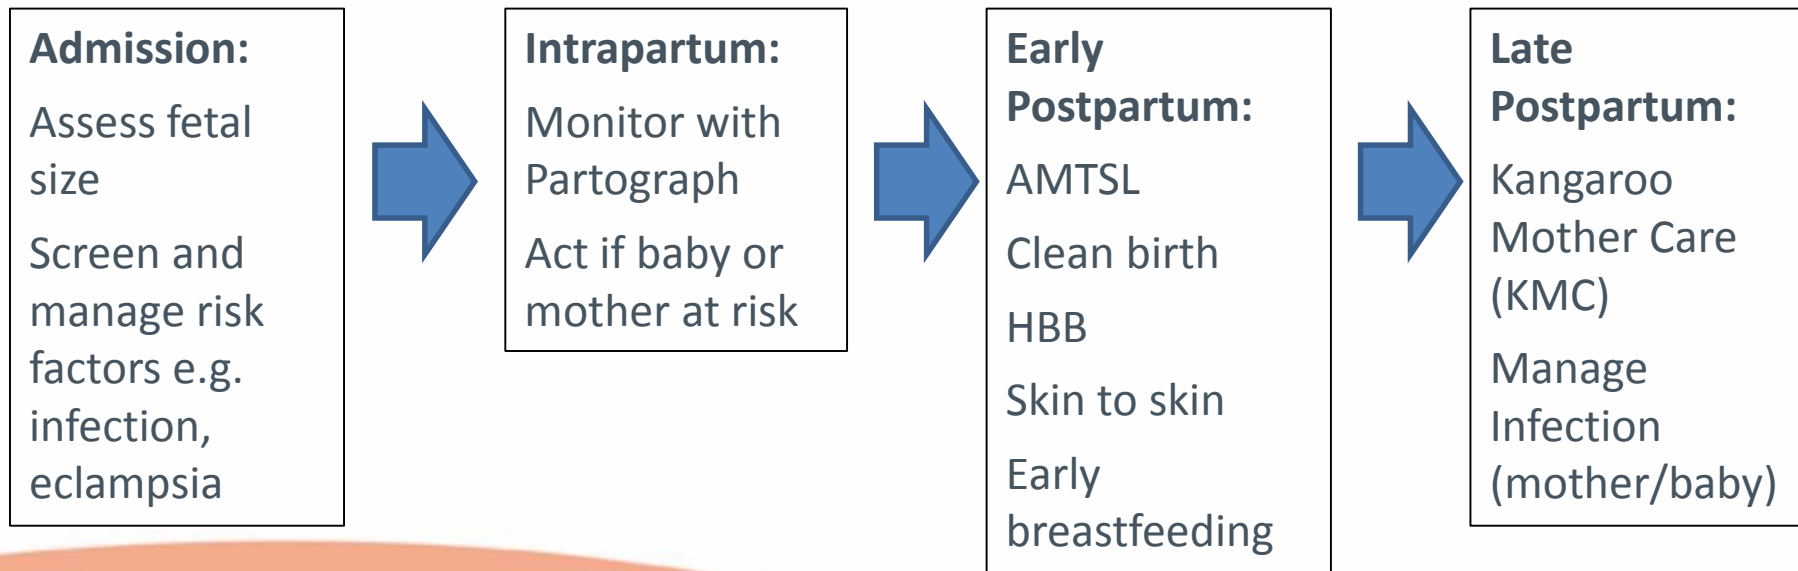 Admission:
Assess fetal
size
Screen and
manage risk
factors e.g.
infection,
eclampsia
Intrapartum:
Monitor with
Partograph
Act if baby or
mother at risk
Early
Postpartum:
AMTSL
Clean birth
HBB
Skin to skin
Early
breastfeeding
Late
Postpartum:
Kangaroo
Mother Care
(KMC)
Manage
Infection
(mother/baby)